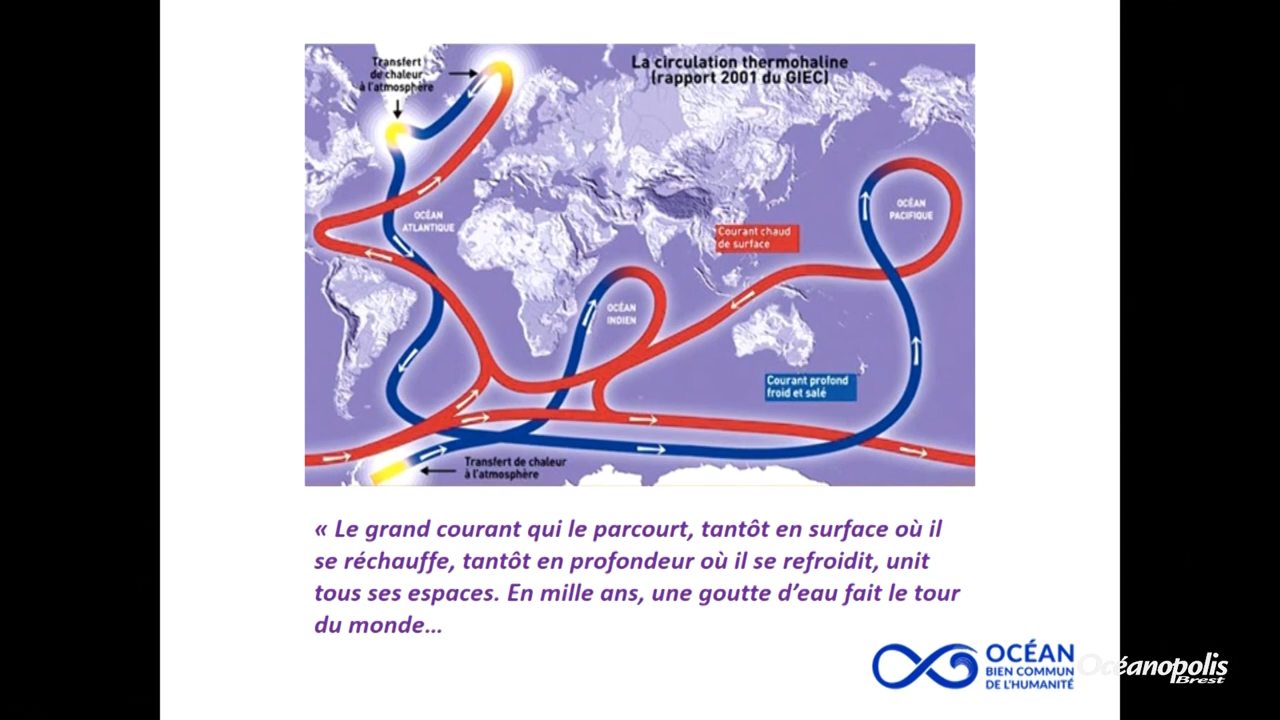 Transfert
de chaleur
à l'atmosphère
La circulation thermohaline
(rapport 2001 du GIEC)
OCÉAN
ATLANTIQUE
OCÉAN
PACIFIQUE
Courant chaud
de surface
OCÉAN
INDIEN
Courant profond
froid et salé
Transfert de chaleur
à l'atmosphère
« Le grand courant qui le parcourt, tantôt en surface où il
se réchauffe, tantôt en profondeur où il se refroidit, unit
tous ses espaces. En mille ans, une goutte d’eau fait le tour
du monde…
OCÉAN
BIEN COMMUN
DE L'HUMANITÉ
Océanopolis
Brest